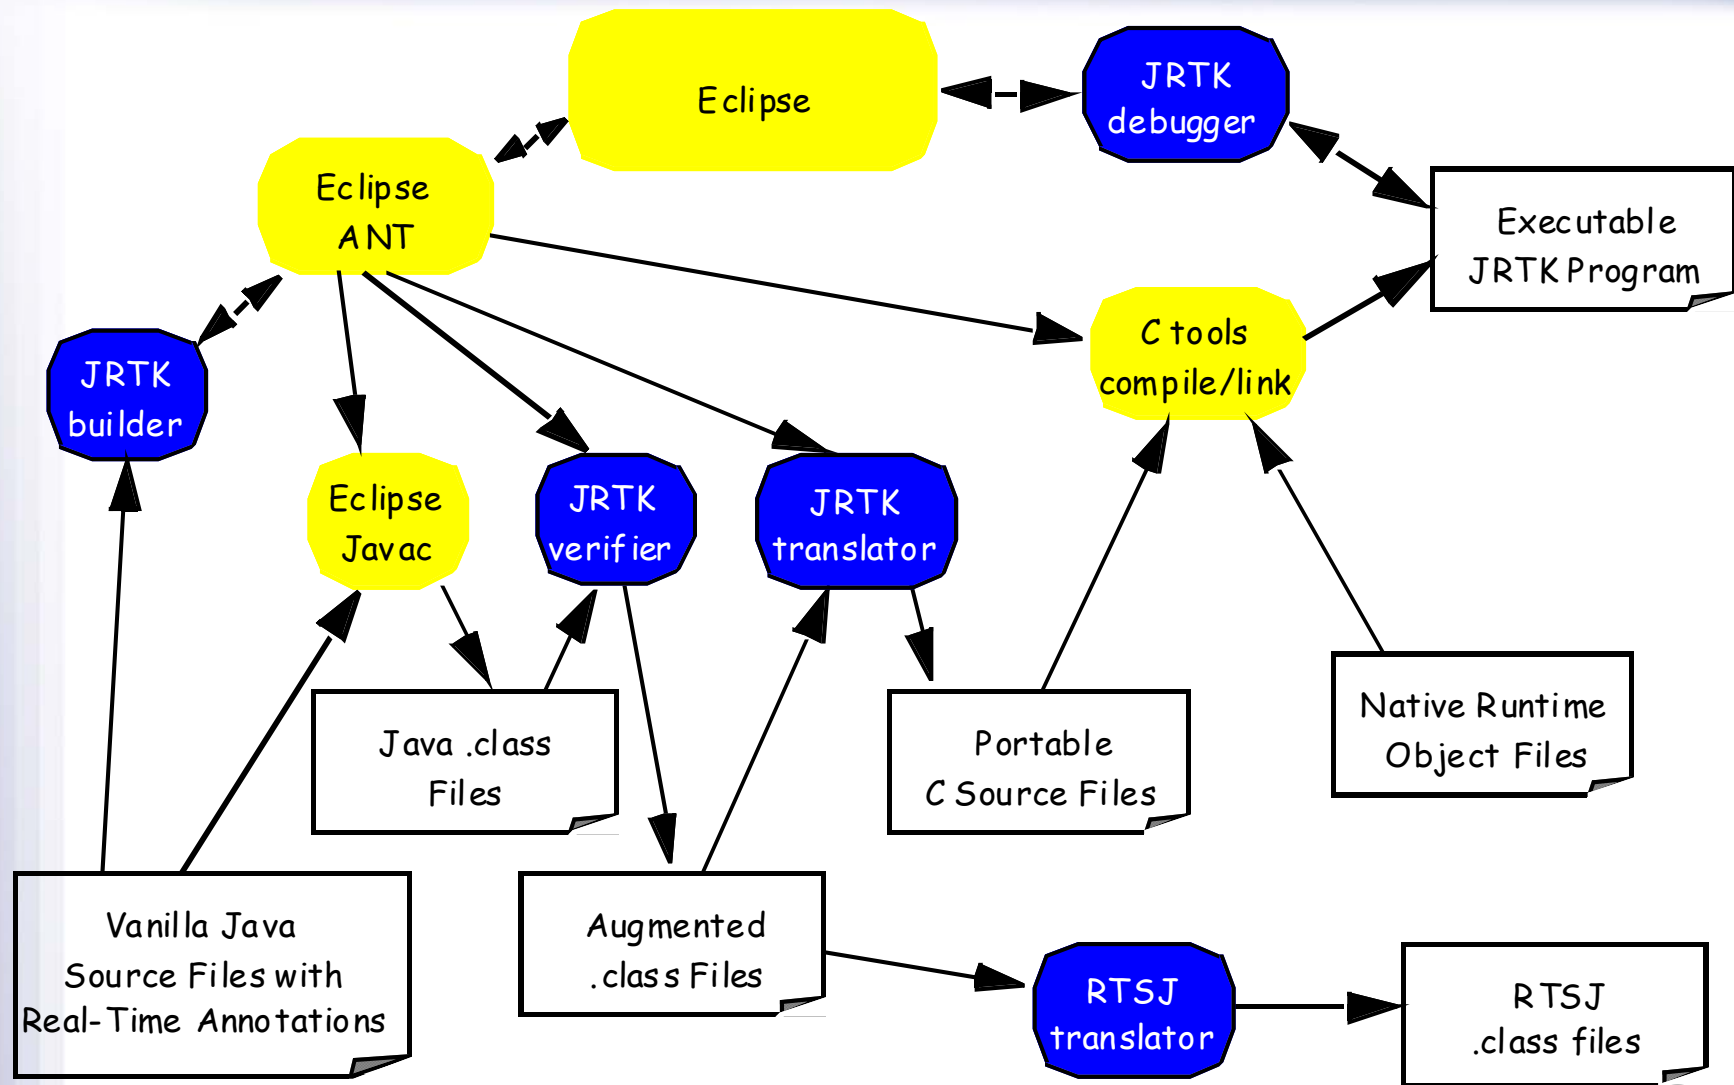 Eclipse
JRTK
debugger
Eclipse
ANT
Executable
JRTK Program
C tools
compile/link
JRTK
builder
Eclipse
Javac
JRTK
verifier
JRTK
translator
Java .class
Files
Portable
C Source Files
Native Runtime
Object Files
Vanilla Java
Source Files with
Real-Time Annotations
Augmented
.class Files
RTSJ
translator
RTSJ
.class files